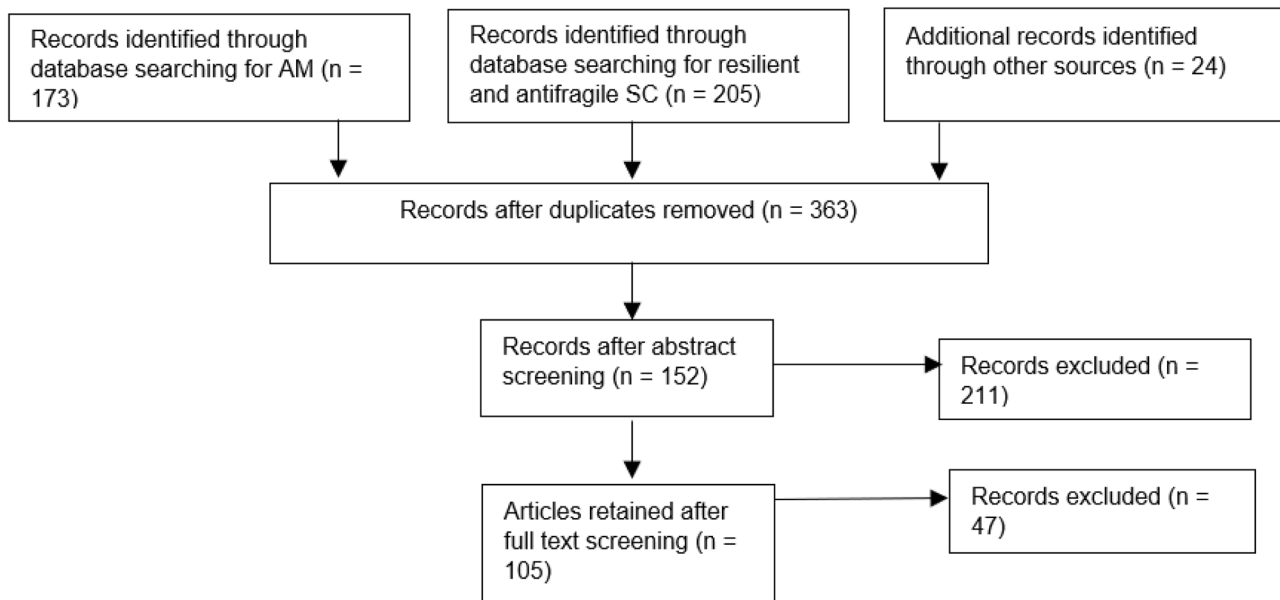 Records identified through
database searching for AM (n =
173)
Records identified through
database searching for resilient
and antifragile SC (n = 205)
Additional records identified
through other sources (n = 24)
Records after duplicates removed (n = 363)
Records after abstract
screening (n = 152)
Records excluded (n =
211)
Articles retained after
full text screening (n =
105)
Records excluded (n =
47)